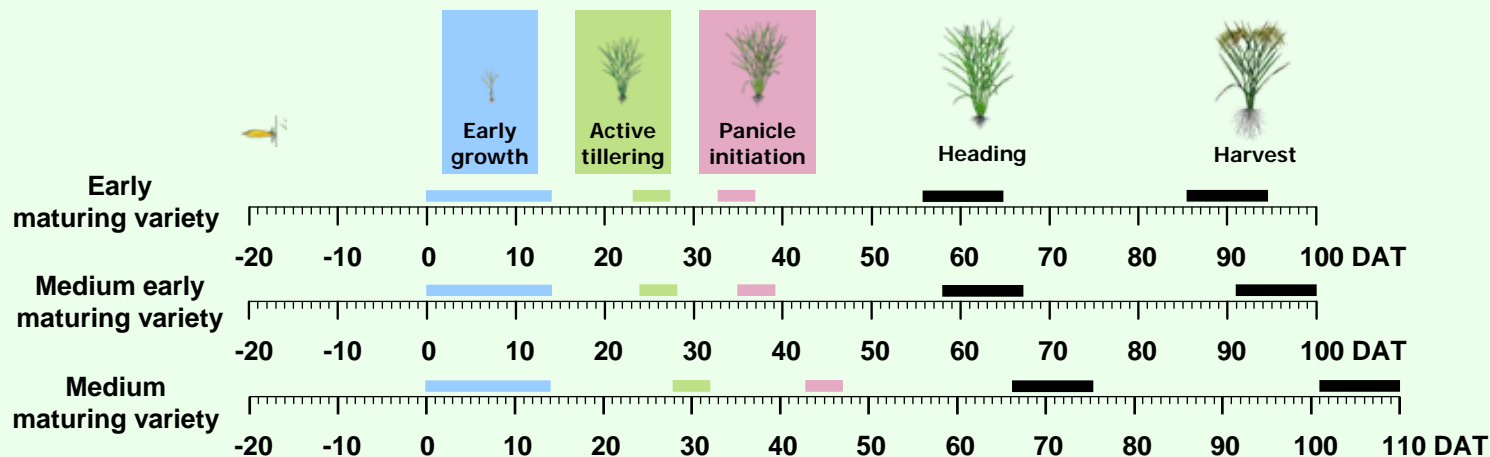 Early
growth
Active
tillering
Panicle
initiation
Heading
Harvest
Early
maturing variety
-20 -10 0 10 20 30 40 50 60 70 80 90 100 DAT
Medium early
maturing variety
-20 -10 0 10 20 30 40 50 60 70 80 90 100 DAT
Medium
maturing variety
-20 -10 0 10 20 30 40 50 60 70 80 90 100 110 DAT